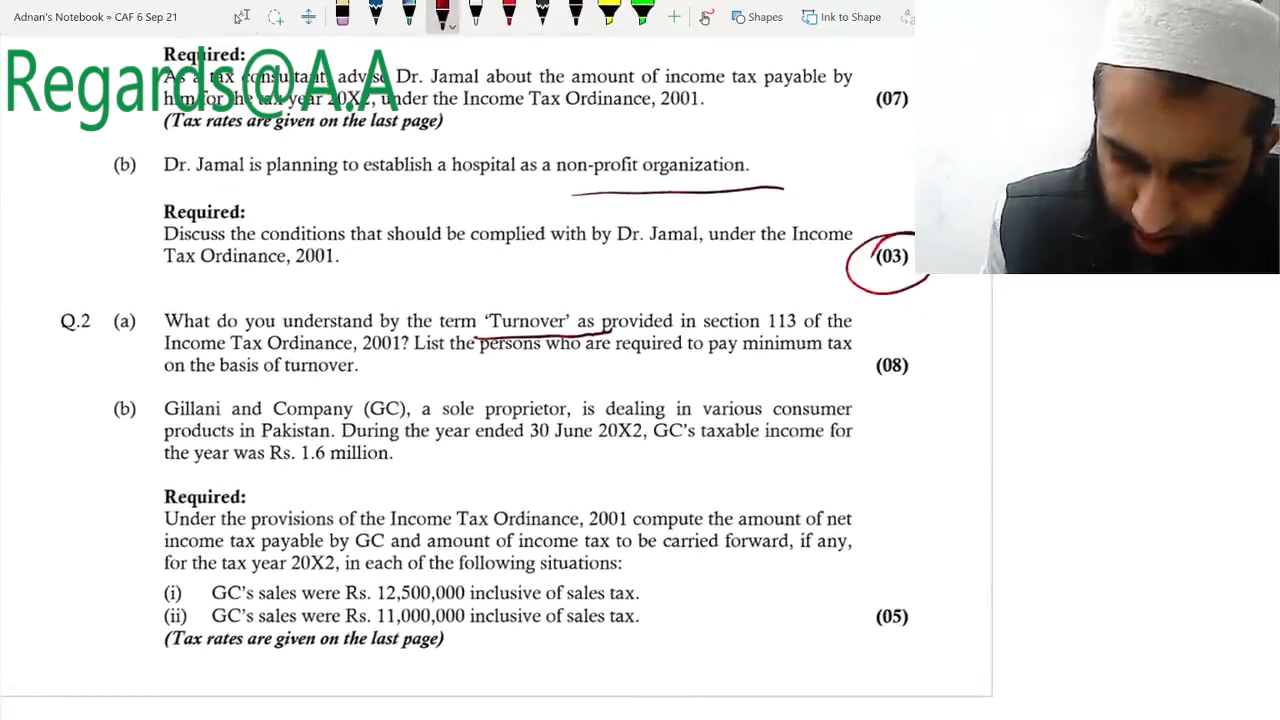 Adnan's Notebook » CAF 6 Sep 21
Shapes
Ink to Shape
Regards@A.A
Required:
As a tax consultant, advise Dr. Jamal about the amount of income tax payable by
him for the tax year 20X2, under the Income Tax Ordinance, 2001. (07)
(Tax rates are given on the last page)
(b) Dr. Jamal is planning to establish a hospital as a non-profit organization.
Required:
Discuss the conditions that should be complied with by Dr. Jamal, under the Income
Tax Ordinance, 2001. (03)
Q.2 (a) What do you understand by the term ‘Turnover’ as provided in section 113 of the
Income Tax Ordinance, 2001? List the persons who are required to pay minimum tax
on the basis of turnover. (08)
(b) Gillani and Company (GC), a sole proprietor, is dealing in various consumer
products in Pakistan. During the year ended 30 June 20X2, GC’s taxable income for
the year was Rs. 1.6 million.
Required:
Under the provisions of the Income Tax Ordinance, 2001 compute the amount of net
income tax payable by GC and amount of income tax to be carried forward, if any,
for the tax year 20X2, in each of the following situations:
(i) GC’s sales were Rs. 12,500,000 inclusive of sales tax.
(ii) GC’s sales were Rs. 11,000,000 inclusive of sales tax. (05)
(Tax rates are given on the last page)